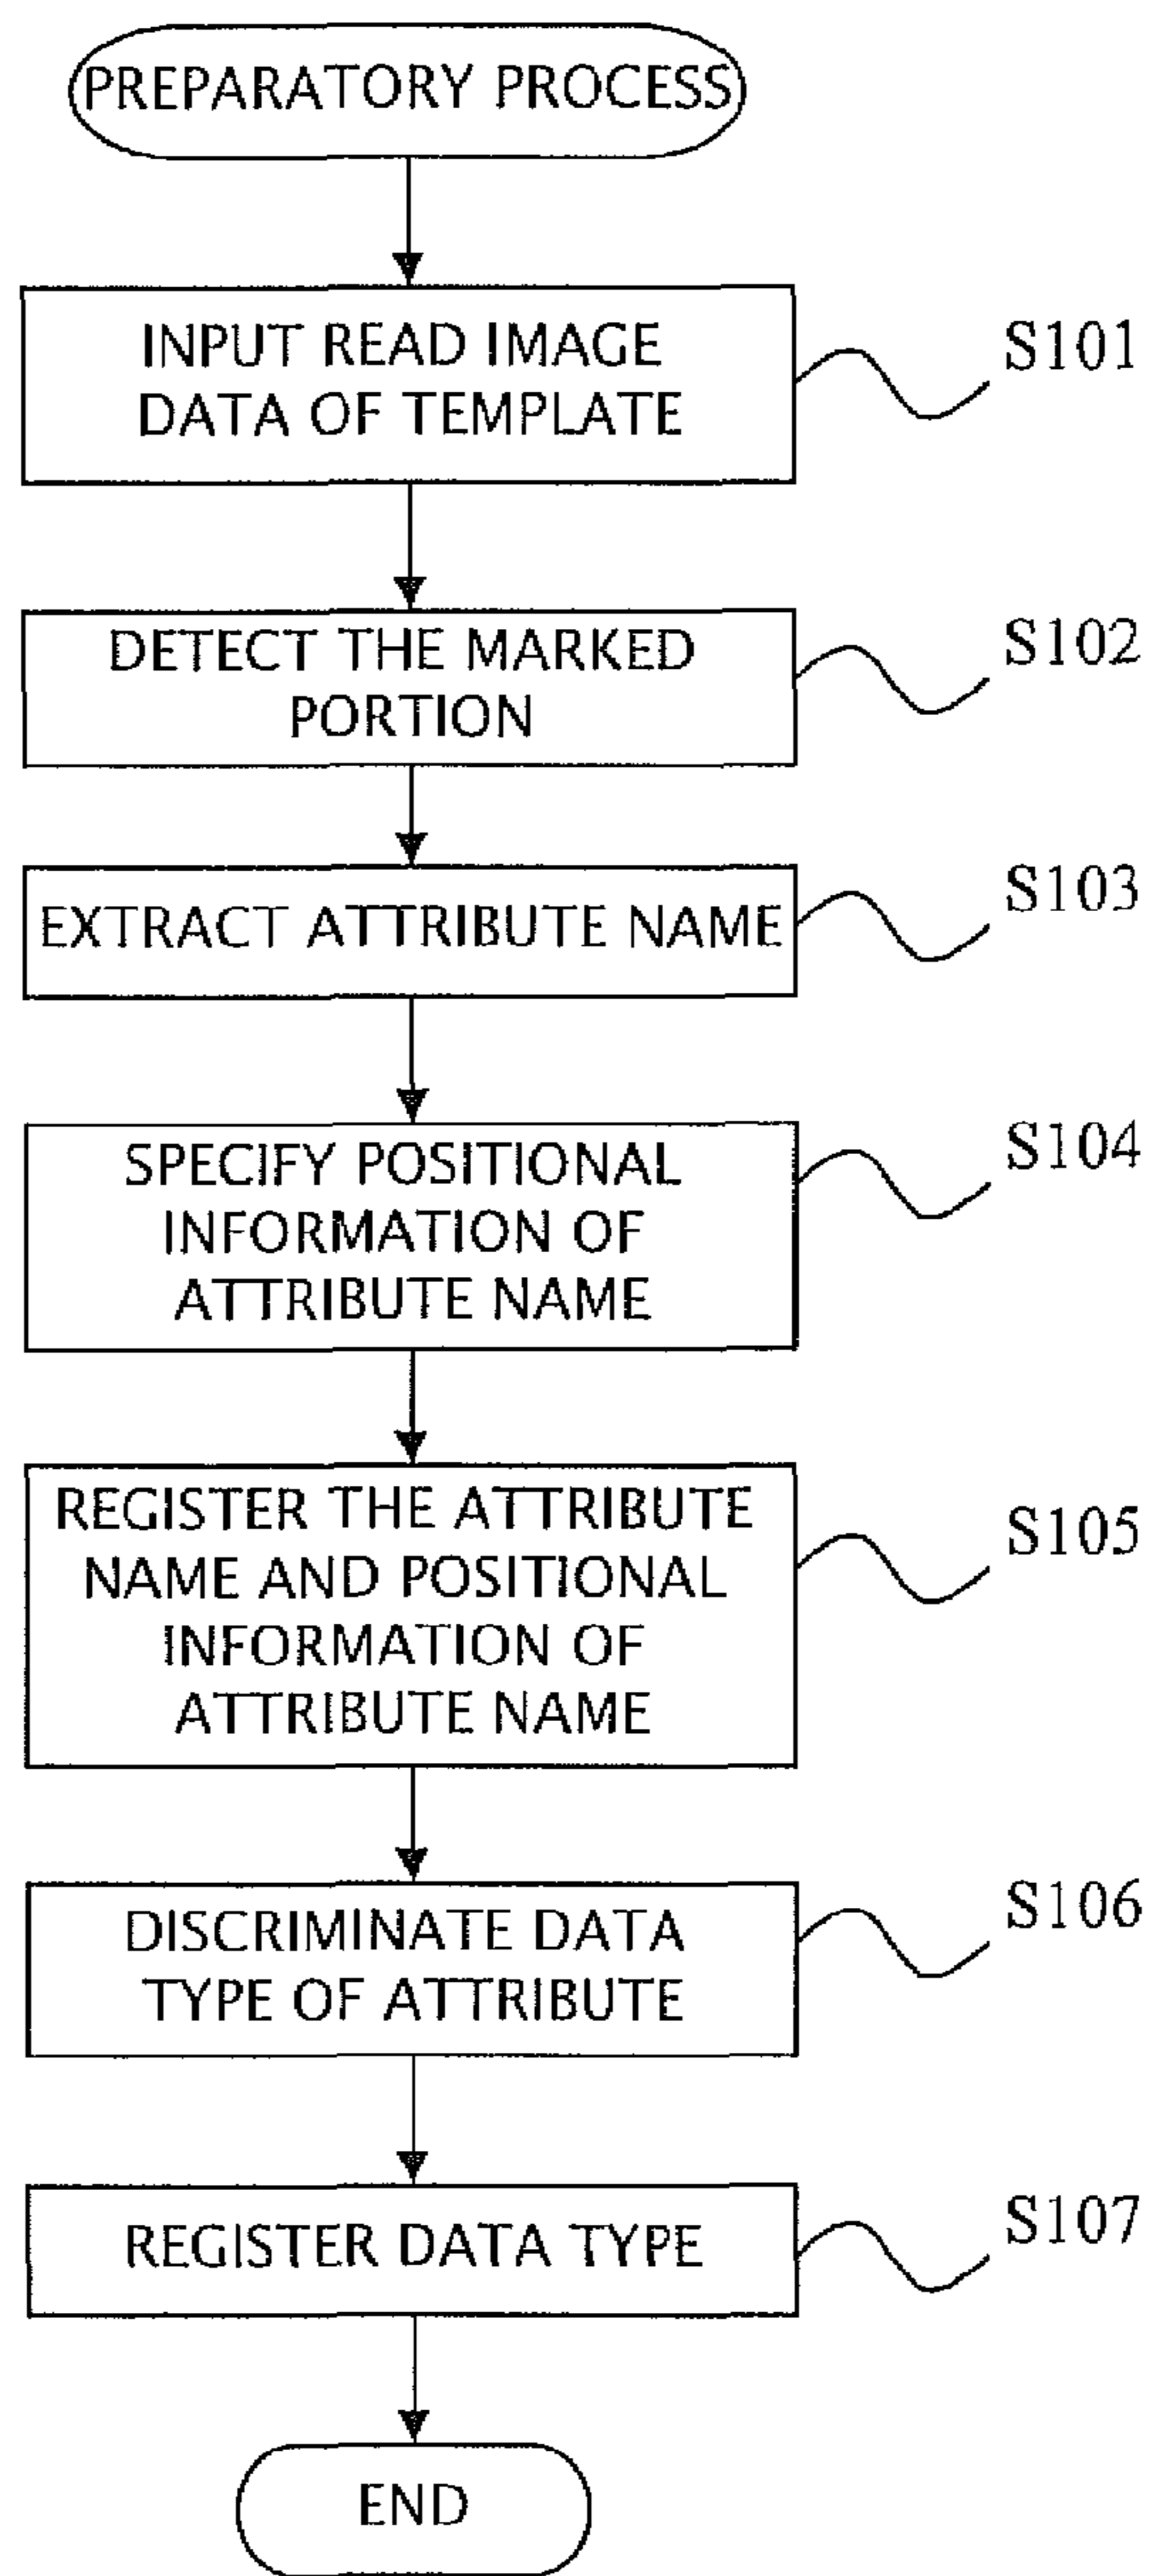 PREPARATORY PROCESS
INPUT READ IMAGE
DATA OF TEMPLATE
S101
DETECT THE MARKED
PORTION
S102
EXTRACT ATTRIBUTE NAME
S103
SPECIFY POSITIONAL
INFORMATION OF
ATTRIBUTE NAME
S104
REGISTER THE ATTRIBUTE
NAME AND POSITIONAL
INFORMATION OF
ATTRIBUTE NAME
S105
DISCRIMINATE DATA
TYPE OF ATTRIBUTE
S106
REGISTER DATA TYPE
S107
END